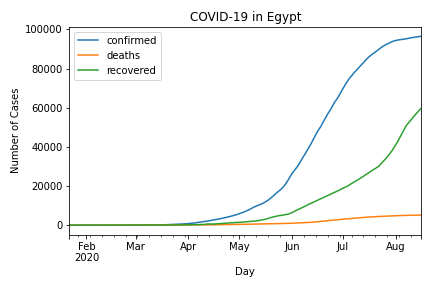 COVID-19 in Egypt
confirmed
deaths
recovered
Number of Cases
100000
80000
60000
40000
20000
0
Feb Mar Apr May Jun Jul Aug
2020
Day